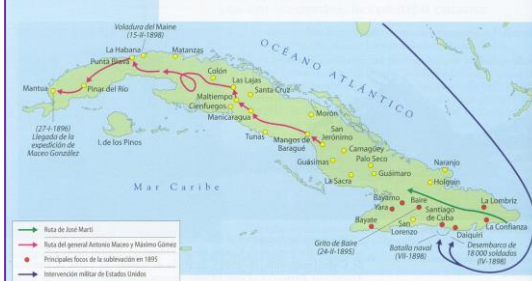 Voladura del Maine
(15-II-1898)
La Habana
Matanzas
Punta Brava
OCÉANO ATLÁNTICO
Colón
Las Lajas
Mantua
Pinar del Río
Santa Cruz
Maltiempo
Cienfuegos
Morón
Manicaragua
San
Jerónimo
(27-I-1896)
Llegada de la
expedición de
Maceo González
I. de los Pinos
Tunas
Mangos de
Baraguá
Camagüey
Palo Seco
Naranjo
Guásimas
Guáimaro
Mar Caribe
La Sacra
Holguín
Bayamo
Baire
La Lombriz
Yara
Santiago
de Cuba
Bayate
San
Lorenzo
La Confianza
Daiquiri
Grito de Baire
(24-II-1895)
Batalla naval
(VII-1898)
Desembarco de
18 000 soldados
(IV-1898)
Ruta de José Martí
Ruta del general Antonio Maceo y Máximo Gómez
Principales focos de la sublevación en 1895
Intervención militar de Estados Unidos